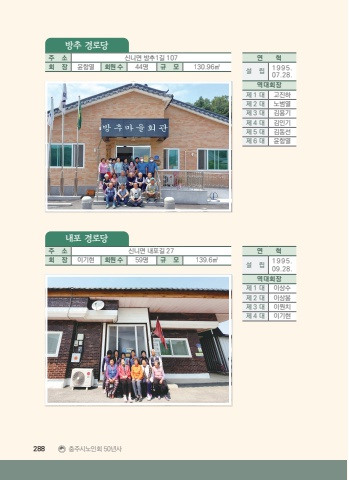 방추 경로당
주 소 신니면 방추1길 107
회 장 윤창열 회원수 44명 규 모 130.96㎡
연 혁
설 립 1995. 07.28.
역대회장
제1대 고진하
제2대 노병열
제3대 김용기
제4대 강인기
제5대 김동선
제6대 윤창열
방추마을회관
내포 경로당
주 소 신니면 내포길 27
회 장 이기현 회원수 59명 규 모 139.6㎡
연 혁
설 립 1995. 09.28.
역대회장
제1대 이상수
제2대 이상물
제3대 이원치
제4대 이기현
288 충주시노인회 50년사